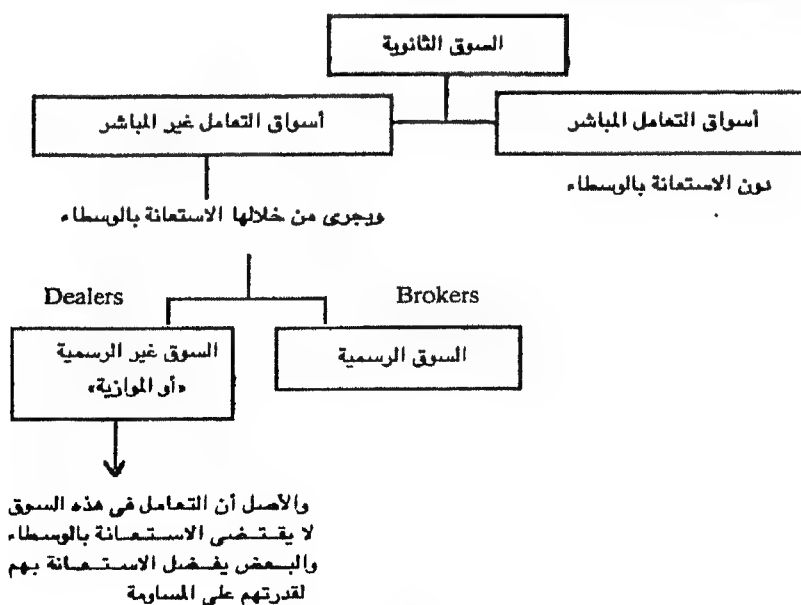 السوق الثانوية
أسواق التعامل المباشر
أسواق التعامل غير المباشر
دون الاستعانة بالوسطاء
ويجرى من خلالها الاستعانة بالوسطاء
Brokers
Dealers
السوق الرسمية
السوق غير الرسمية
«أو الموازية»
والأصل أن التعامل فى هذه السوق
لا يقتضى الاستعانة بالوسطاء
والبعض يفضل الاستعانة بهم
لقدرتهم على المساومة